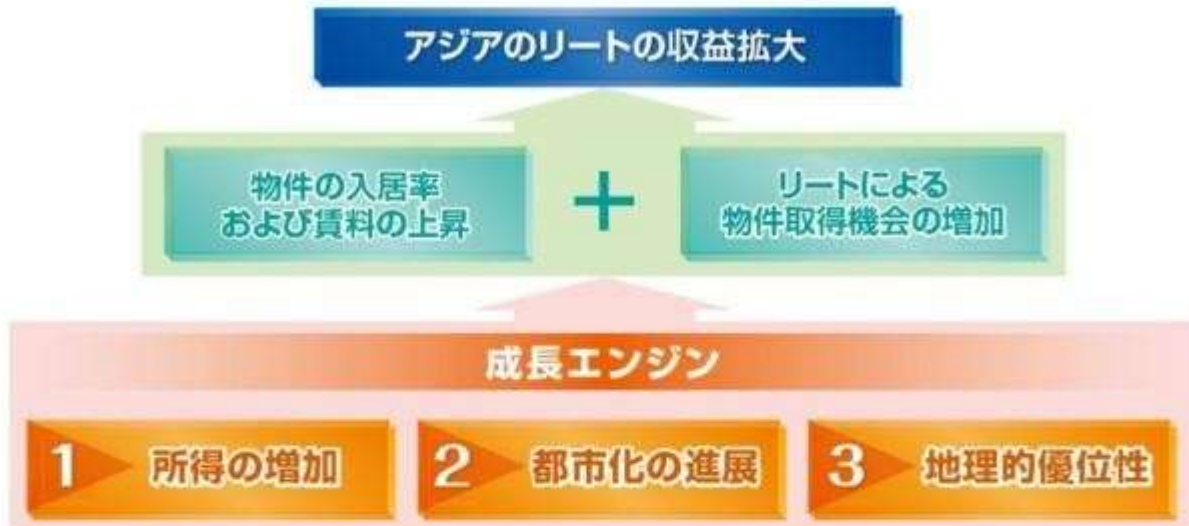 アジアのリートの収益拡大
物件の入居率
および賃料の上昇
+
リートによる
物件取得機会の増加
成長エンジン
1 所得の増加
2 都市化の進展
3 地理的優位性